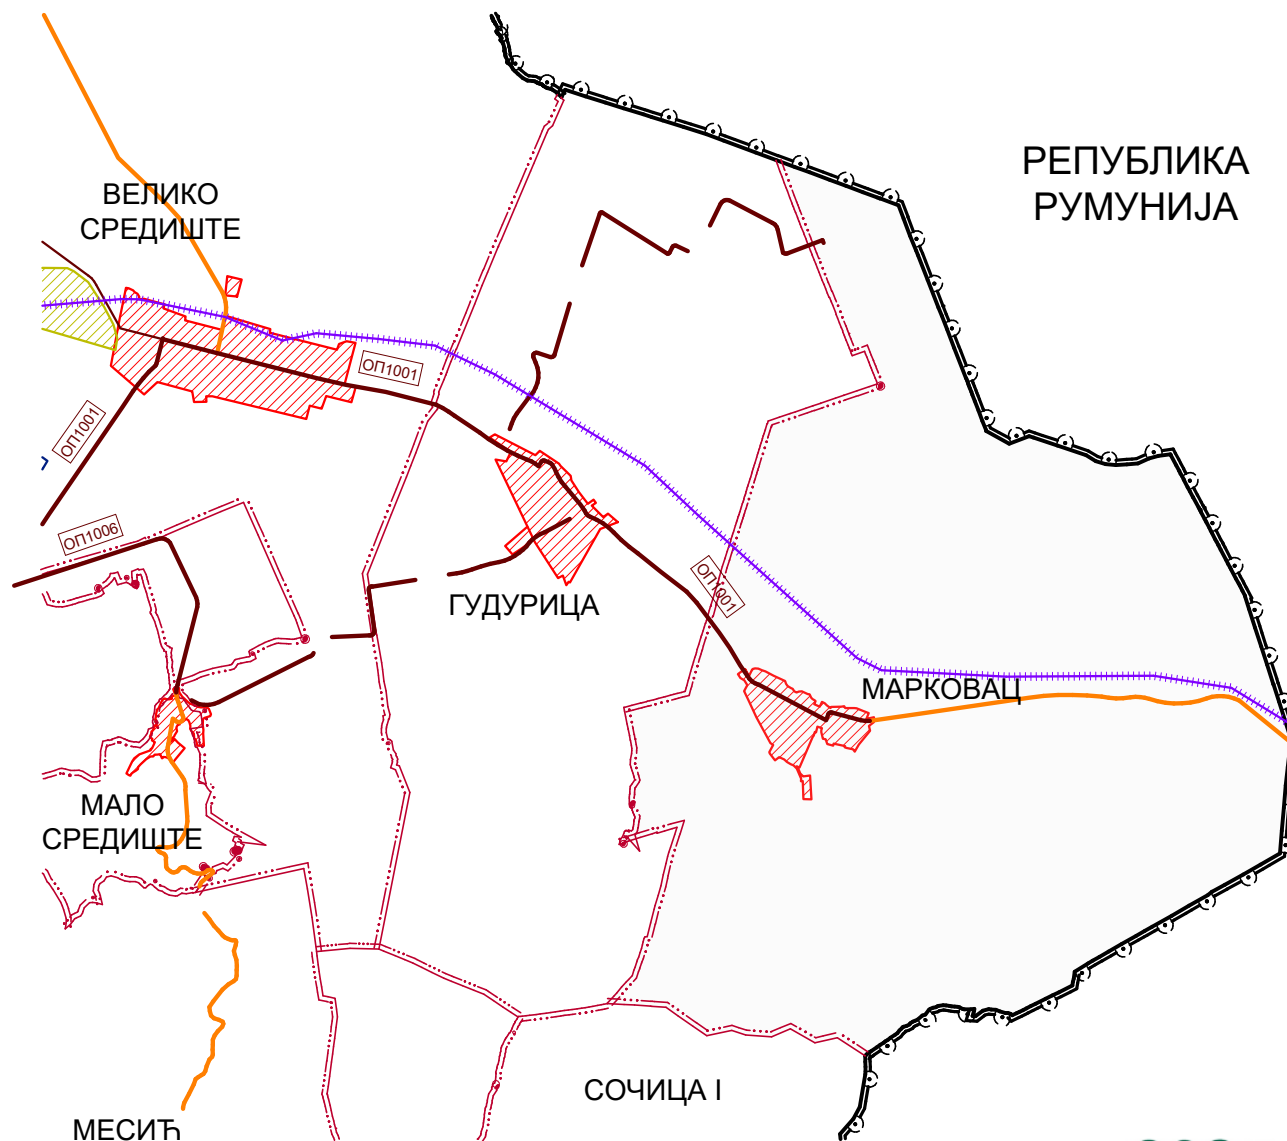 РЕПУБЛИКА
РУМУНИЈА
ВЕЛИКО
СРЕДИШТЕ
ОП1001
ОП1001
ОП1006
ГУДУРИЦА
ОП1001
МАРКОВАЦ
МАЛО
СРЕДИШТЕ
СОЧИЦА I
МЕСИЋ